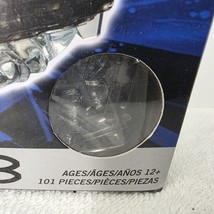 AGES/ÂGES/AÑOS 12+
101 PIECES/PIÈCES/PIEZAS